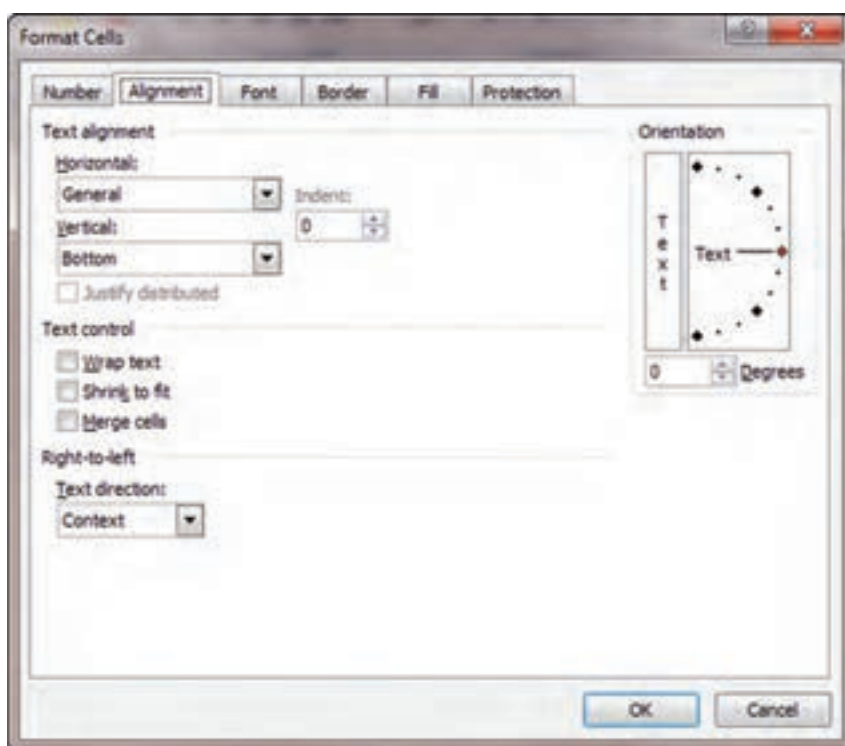 Format Cells
Number Alignment Font Border Fill Protection
Text alignment
Horizontal:
General
Indent:
Vertical:
0
Bottom
Justify distributed
Text control
Wrap text
Shrink to fit
Merge cells
Right-to-left
Text direction:
Context
Orientation
Text
Text
0 Degrees
OK Cancel